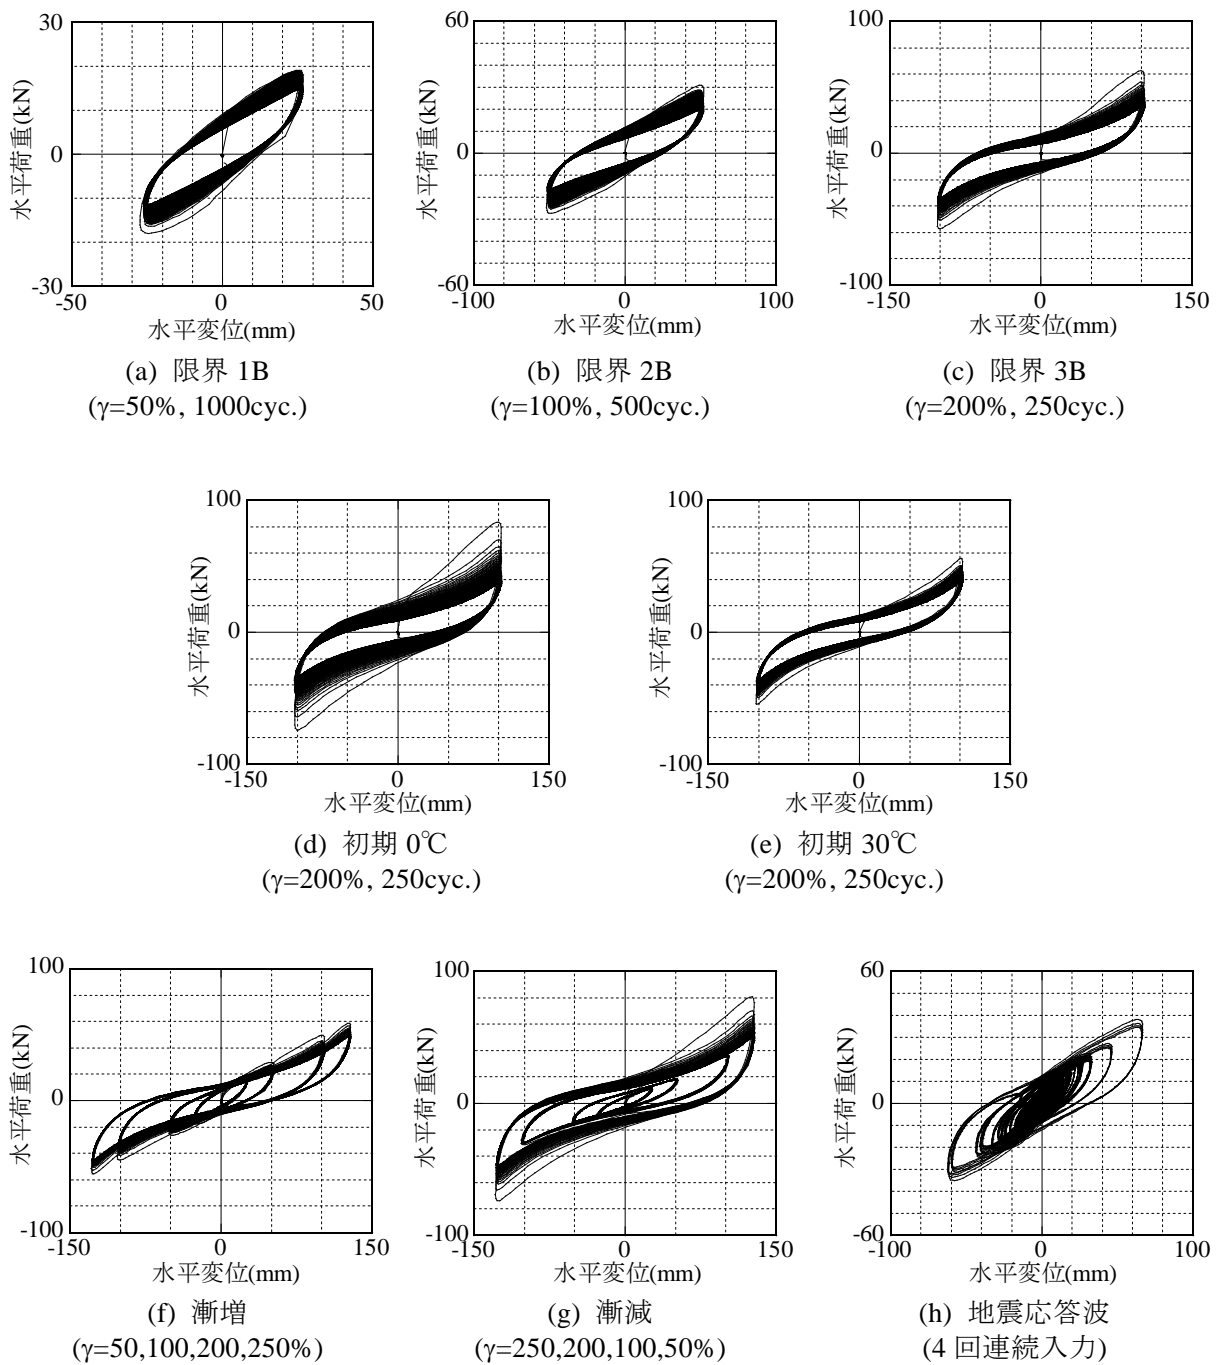 30
0
-30
-50
0
50
水平荷重(kN)
水平変位(mm)
(a) 限界 1B
(γ=50%, 1000cyc.)
60
0
-60
-100
0
100
水平荷重(kN)
水平変位(mm)
(b) 限界 2B
(γ=100%, 500cyc.)
100
0
-100
-150
0
150
水平荷重(kN)
水平変位(mm)
(c) 限界 3B
(γ=200%, 250cyc.)
100
0
-100
-150
0
150
水平荷重(kN)
水平変位(mm)
(d) 初期 0℃
(γ=200%, 250cyc.)
100
0
-100
-150
0
150
水平荷重(kN)
水平変位(mm)
(e) 初期 30℃
(γ=200%, 250cyc.)
100
0
-100
-150
0
150
水平荷重(kN)
水平変位(mm)
(f) 漸増
(γ=50,100,200,250%)
100
0
-100
-150
0
150
水平荷重(kN)
水平変位(mm)
(g) 漸減
(γ=250,200,100,50%)
60
0
-60
-100
0
100
水平荷重(kN)
水平変位(mm)
(h) 地震応答波
(4 回連続入力)